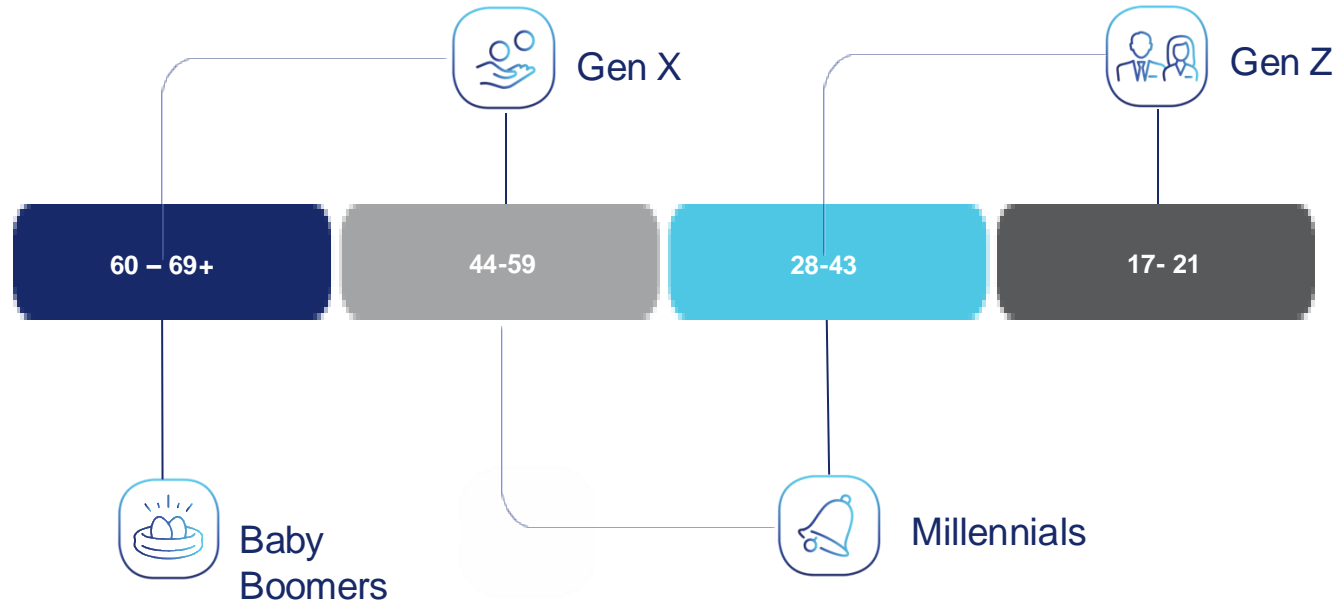 Gen X
Gen Z
60 – 69+
44-59
28-43
17- 21
Baby
Boomers
Millennials